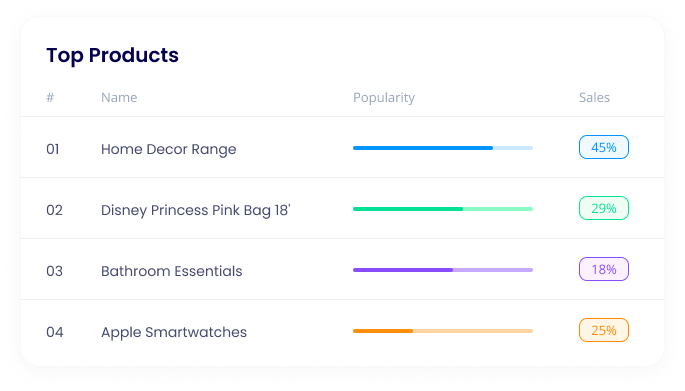 Top Products
# Name Popularity Sales
01 Home Decor Range 45%
02 Disney Princess Pink Bag 18' 29%
03 Bathroom Essentials 18%
04 Apple Smartwatches 25%